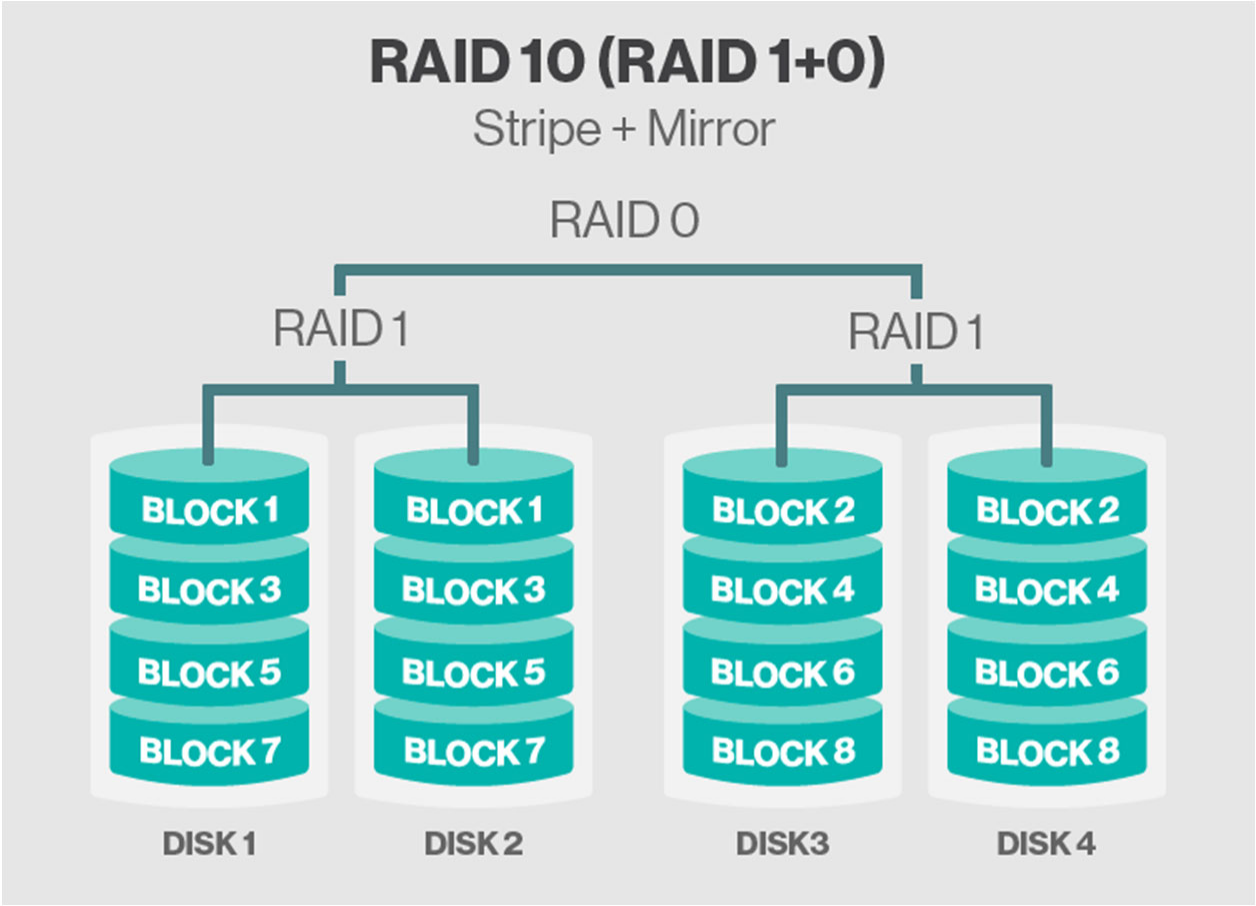 RAID 10 (RAID 1+0)
Stripe + Mirror
RAID 0
RAID 1
RAID 1
BLOCK 1
BLOCK 1
BLOCK 2
BLOCK 2
BLOCK 3
BLOCK 3
BLOCK 4
BLOCK 4
BLOCK 5
BLOCK 5
BLOCK 6
BLOCK 6
BLOCK 7
BLOCK 7
BLOCK 8
BLOCK 8
DISK 1
DISK 2
DISK3
DISK 4